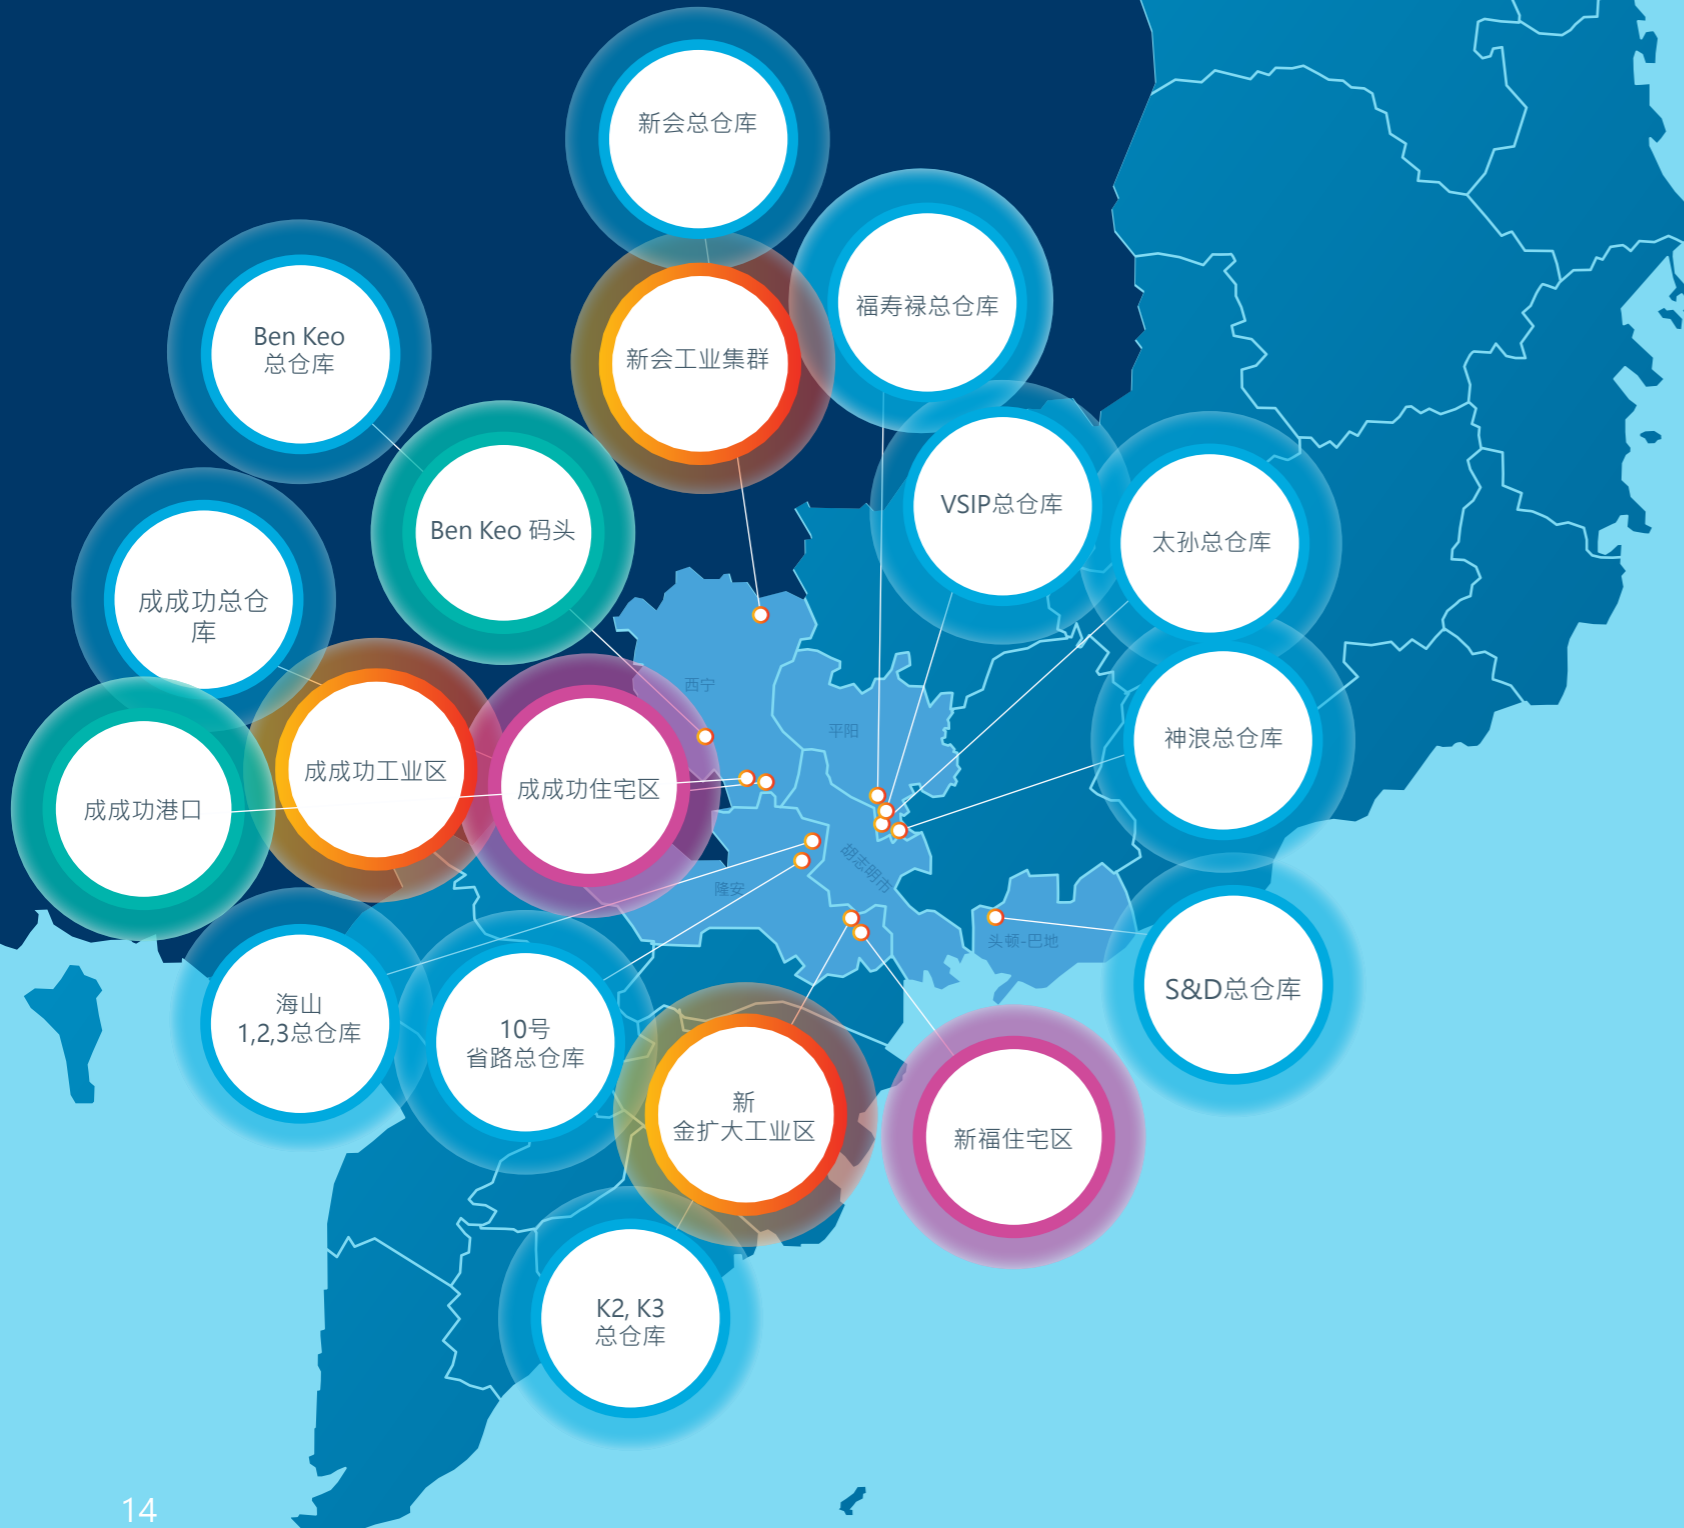 新会总仓库
福寿禄总仓库
Ben Keo
总仓库
新会工业集群
VSIP总仓库
Ben Keo 码头
太孙总仓库
成成功总仓
库
西宁
平阳
神浪总仓库
成成功工业区
成成功住宅区
成成功港口
胡志明市
隆安
头顿-巴地
S&D总仓库
海山
1,2,3总仓库
10号
省路总仓库
新
金扩大工业区
新福住宅区
K2, K3
总仓库
14